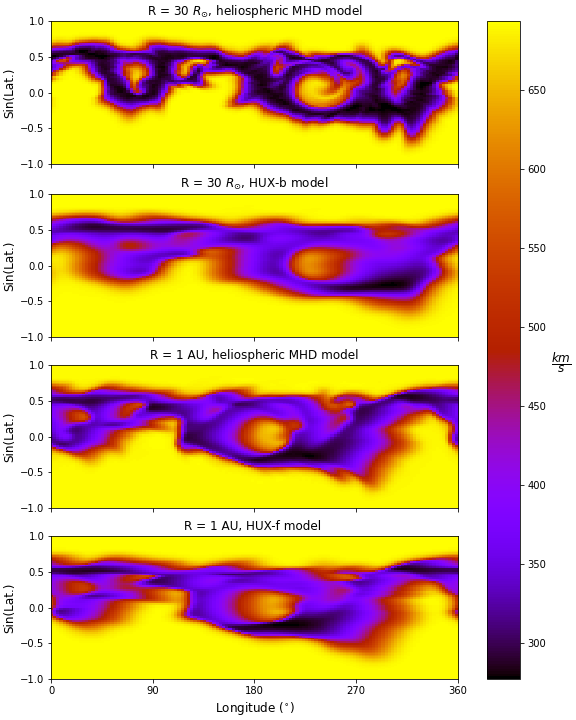 R = 30 R⊙, heliospheric MHD model
1.0
0.5
0.0
−0.5
−1.0
Sin(Lat.)
R = 30 R⊙, HUX-b model
1.0
0.5
0.0
−0.5
−1.0
Sin(Lat.)
R = 1 AU, heliospheric MHD model
1.0
0.5
0.0
−0.5
−1.0
Sin(Lat.)
R = 1 AU, HUX-f model
1.0
0.5
0.0
−0.5
−1.0
Sin(Lat.)
0 90 180 270 360
Longitude (°)
650
600
550
500
450
400
350
300
km
s